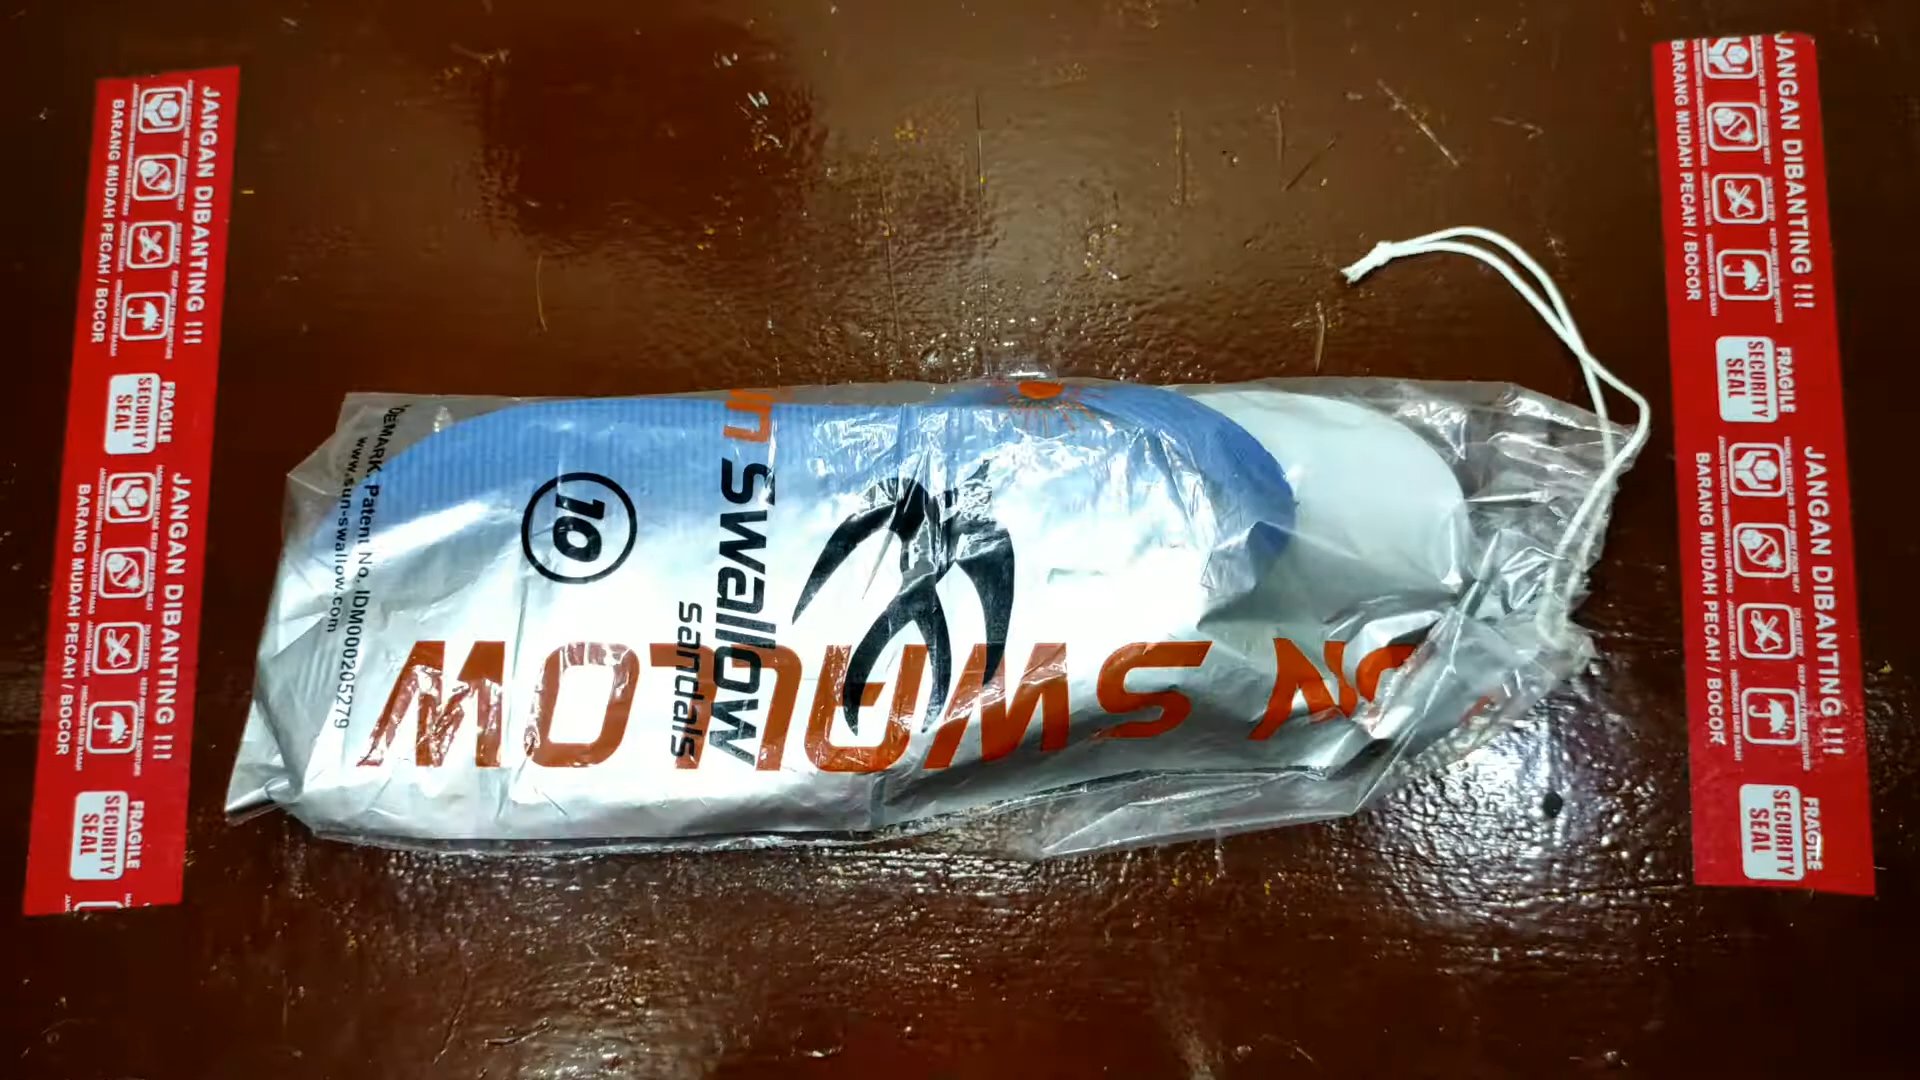 JANGAN DIBANTING !!!
BARANG MUDAH PECAH / BOCOR
FRAGILE
SECURITY
SEAL
JANGAN DIBANTING !!!
BARANG MUDAH PECAH / BOCOR
FRAGILE
SECURITY
SEAL
DEMARK. Patent No. IDM000205279
www.sun-swallow.com
10
un Swallow
sandals
UN SWALLOW
JANGAN DIBANTING !!!
BARANG MUDAH PECAH / BOCOR
FRAGILE
SECURITY
SEAL
JANGAN DIBANTING !!!
BARANG MUDAH PECAH / BOCOR
FRAGILE
SECURITY
SEAL